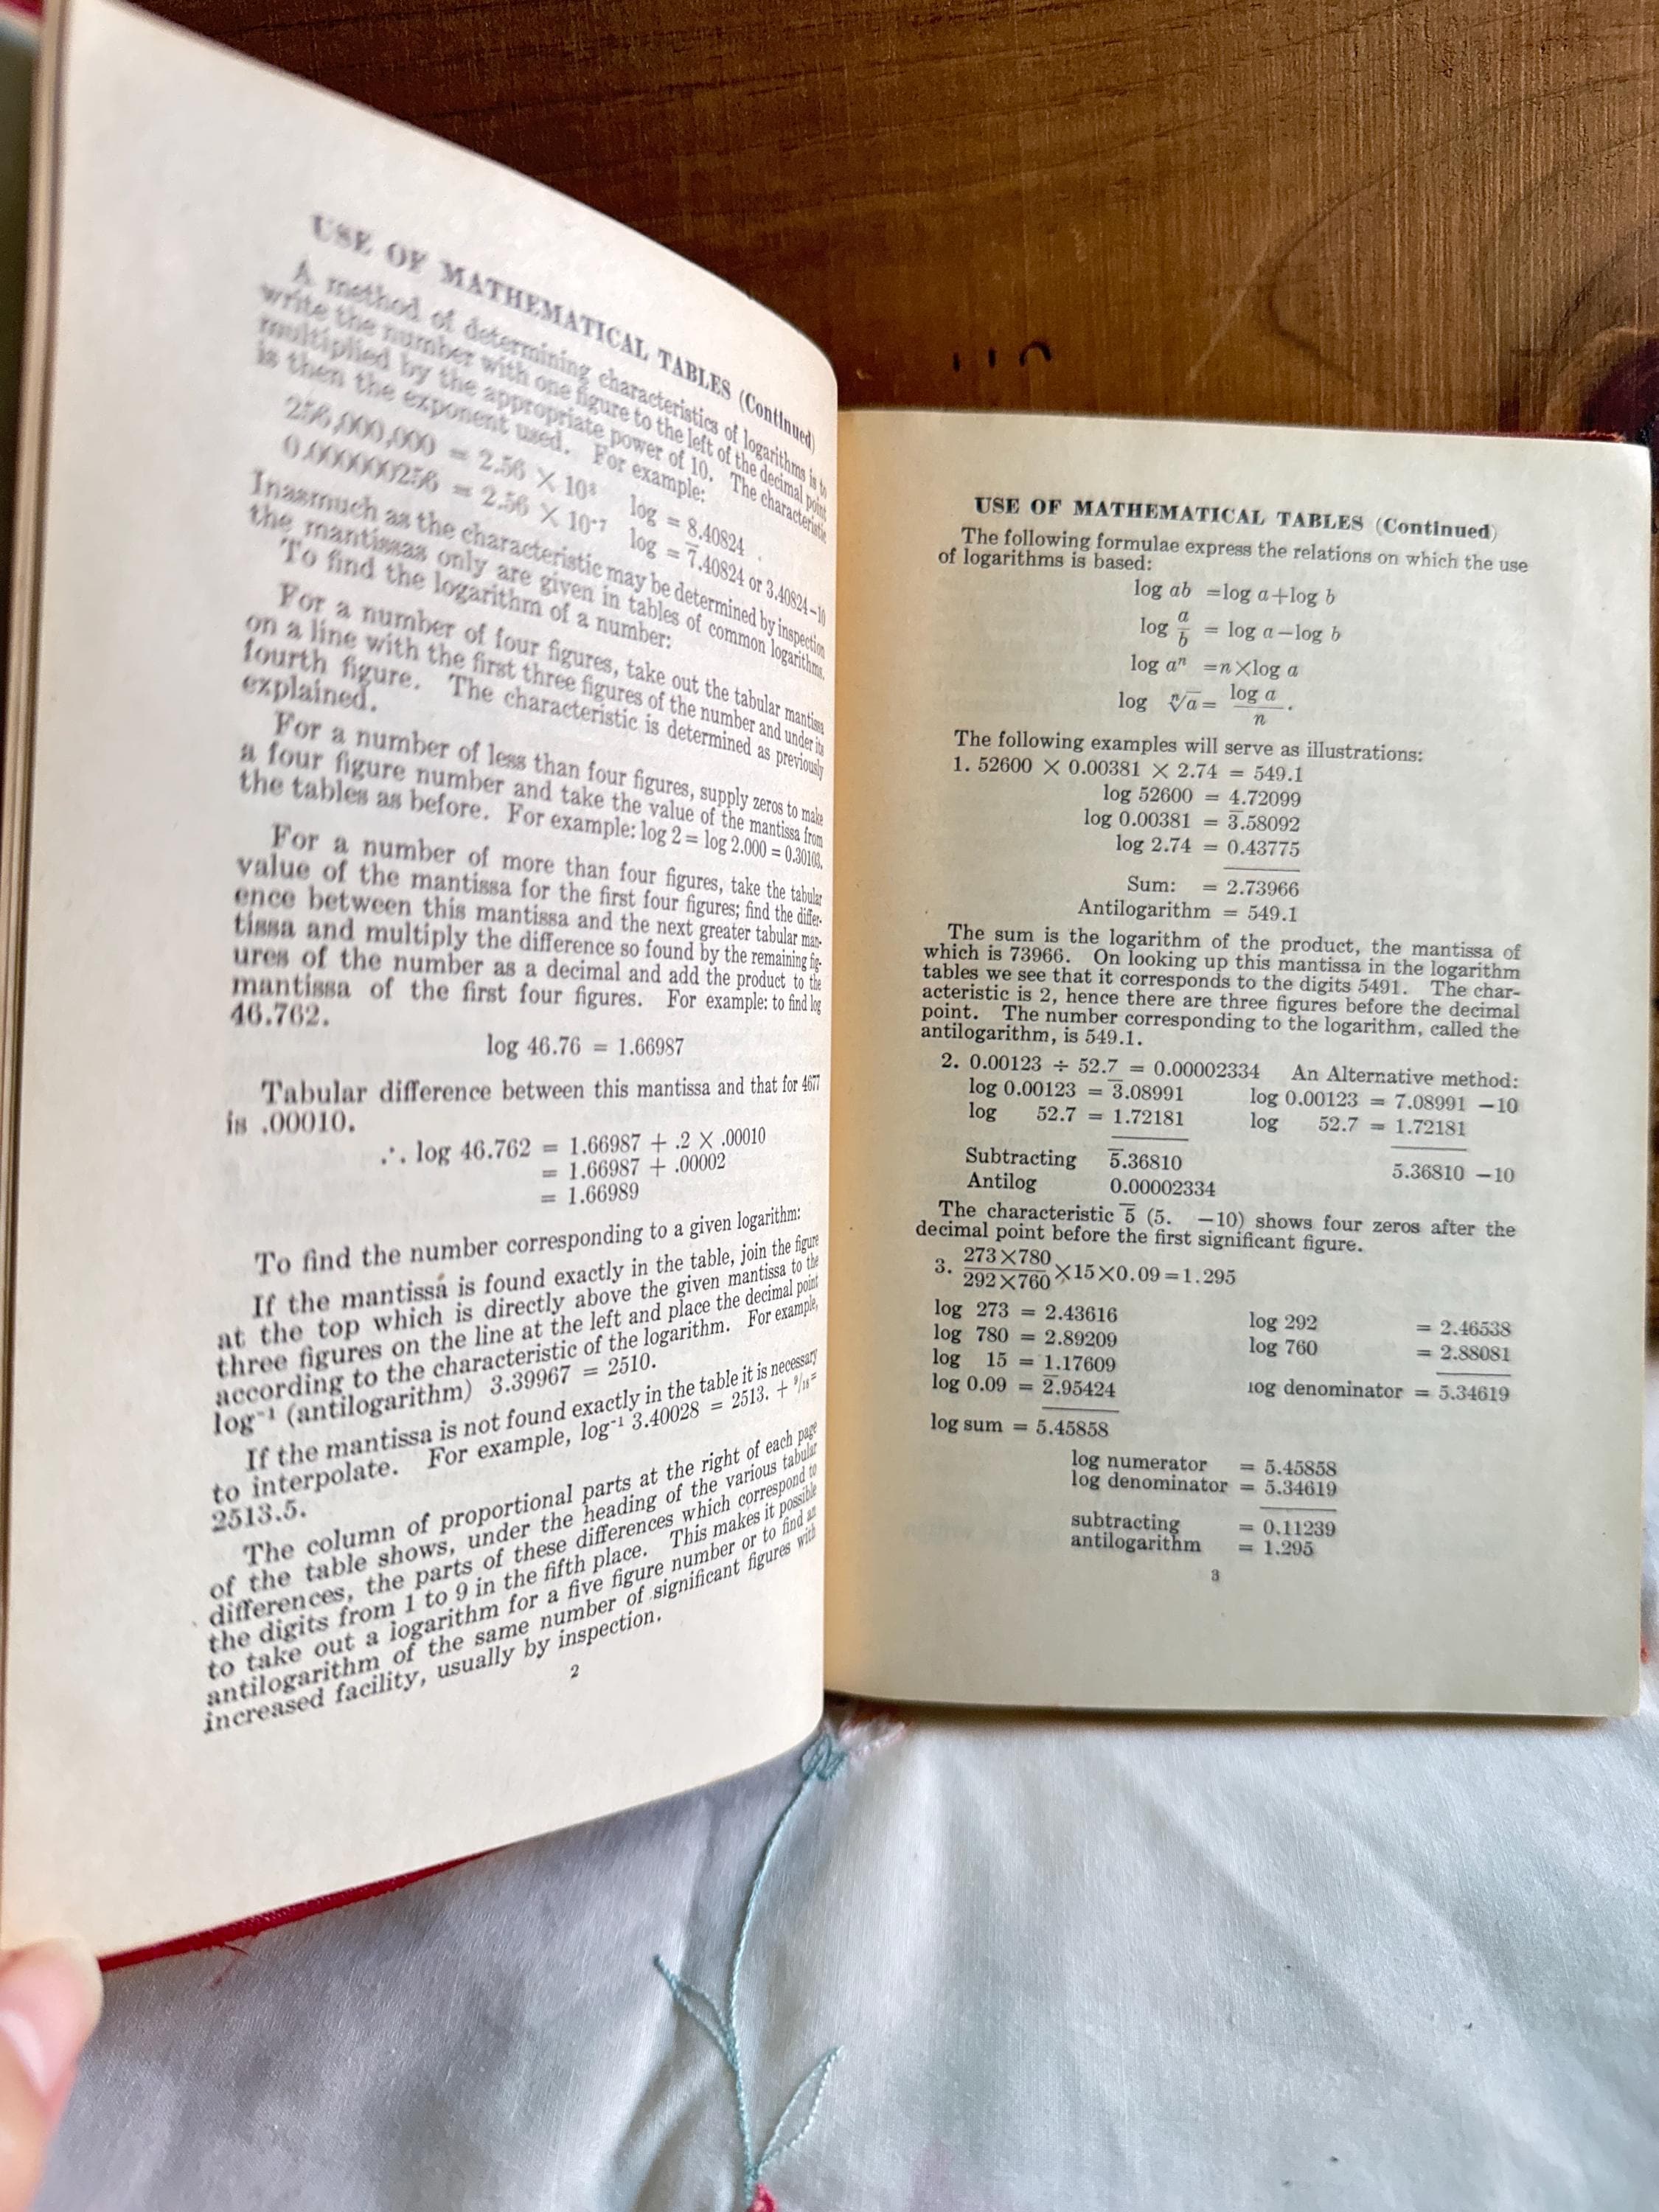 USE OF MATHEMATICAL TABLES (Continued)
A method of determining characteristics of logarithms is to
write the number with one figure to the left of the decimal point
multiplied by the appropriate power of 10. The characteristic
is then the exponent used. For example:
256,000,000 = 2.56 × 10⁸ log = 8.40824
0.000000256 = 2.56 × 10⁻⁷ log = 7̅.40824 or 3.40824−10
Inasmuch as the characteristic may be determined by inspection
the mantissas only are given in tables of common logarithms.
To find the logarithm of a number:
For a number of four figures, take out the tabular mantissa
on a line with the first three figures of the number and under its
fourth figure. The characteristic is determined as previously
explained.
For a number of less than four figures, supply zeros to make
a four figure number and take the value of the mantissa from
the tables as before. For example: log 2 = log 2.000 = 0.30103.
For a number of more than four figures, take the tabular
value of the mantissa for the first four figures; find the differ-
ence between this mantissa and the next greater tabular man-
tissa and multiply the difference so found by the remaining fig-
ures of the number as a decimal and add the product to the
mantissa of the first four figures. For example: to find log
46.762.
log 46.76 = 1.66987
Tabular difference between this mantissa and that for 4677
is .00010.
∴ log 46.762 = 1.66987 + .2 × .00010
= 1.66987 + .00002
= 1.66989
To find the number corresponding to a given logarithm:
If the mantissa is found exactly in the table, join the figure
at the top which is directly above the given mantissa to the
three figures on the line at the left and place the decimal point
according to the characteristic of the logarithm. For example,
log⁻¹ (antilogarithm) 3.39967 = 2510.
If the mantissa is not found exactly in the table it is necessary
to interpolate. For example, log⁻¹ 3.40028 = 2513. + ⁹/₁₈ =
2513.5.
The column of proportional parts at the right of each page
of the table shows, under the heading of the various tabular
differences, the parts of these differences which correspond to
the digits from 1 to 9 in the fifth place. This makes it possible
to take out a logarithm for a five figure number or to find an
antilogarithm of the same number of significant figures with
increased facility, usually by inspection.
2
USE OF MATHEMATICAL TABLES (Continued)
The following formulae express the relations on which the use
of logarithms is based:
log ab = log a+log b
log a/b = log a−log b
log aⁿ = n×log a
log ⁿ√a = log a/n.
The following examples will serve as illustrations:
1. 52600 × 0.00381 × 2.74 = 549.1
log 52600 = 4.72099
log 0.00381 = 3̅.58092
log 2.74 = 0.43775
Sum: = 2.73966
Antilogarithm = 549.1
The sum is the logarithm of the product, the mantissa of
which is 73966. On looking up this mantissa in the logarithm
tables we see that it corresponds to the digits 5491. The char-
acteristic is 2, hence there are three figures before the decimal
point. The number corresponding to the logarithm, called the
antilogarithm, is 549.1.
2. 0.00123 ÷ 52.7 = 0.00002334 An Alternative method:
log 0.00123 = 3̅.08991 log 0.00123 = 7.08991 −10
log 52.7 = 1.72181 log 52.7 = 1.72181
Subtracting 5̅.36810 5.36810 −10
Antilog 0.00002334
The characteristic 5̅ (5. −10) shows four zeros after the
decimal point before the first significant figure.
3. 273×780/292×760 ×15×0.09=1.295
log 273 = 2.43616 log 292 = 2.46538
log 780 = 2.89209 log 760 = 2.88081
log 15 = 1.17609
log 0.09 = 2̅.95424 log denominator = 5.34619
log sum = 5.45858
log numerator = 5.45858
log denominator = 5.34619
subtracting = 0.11239
antilogarithm = 1.295
3